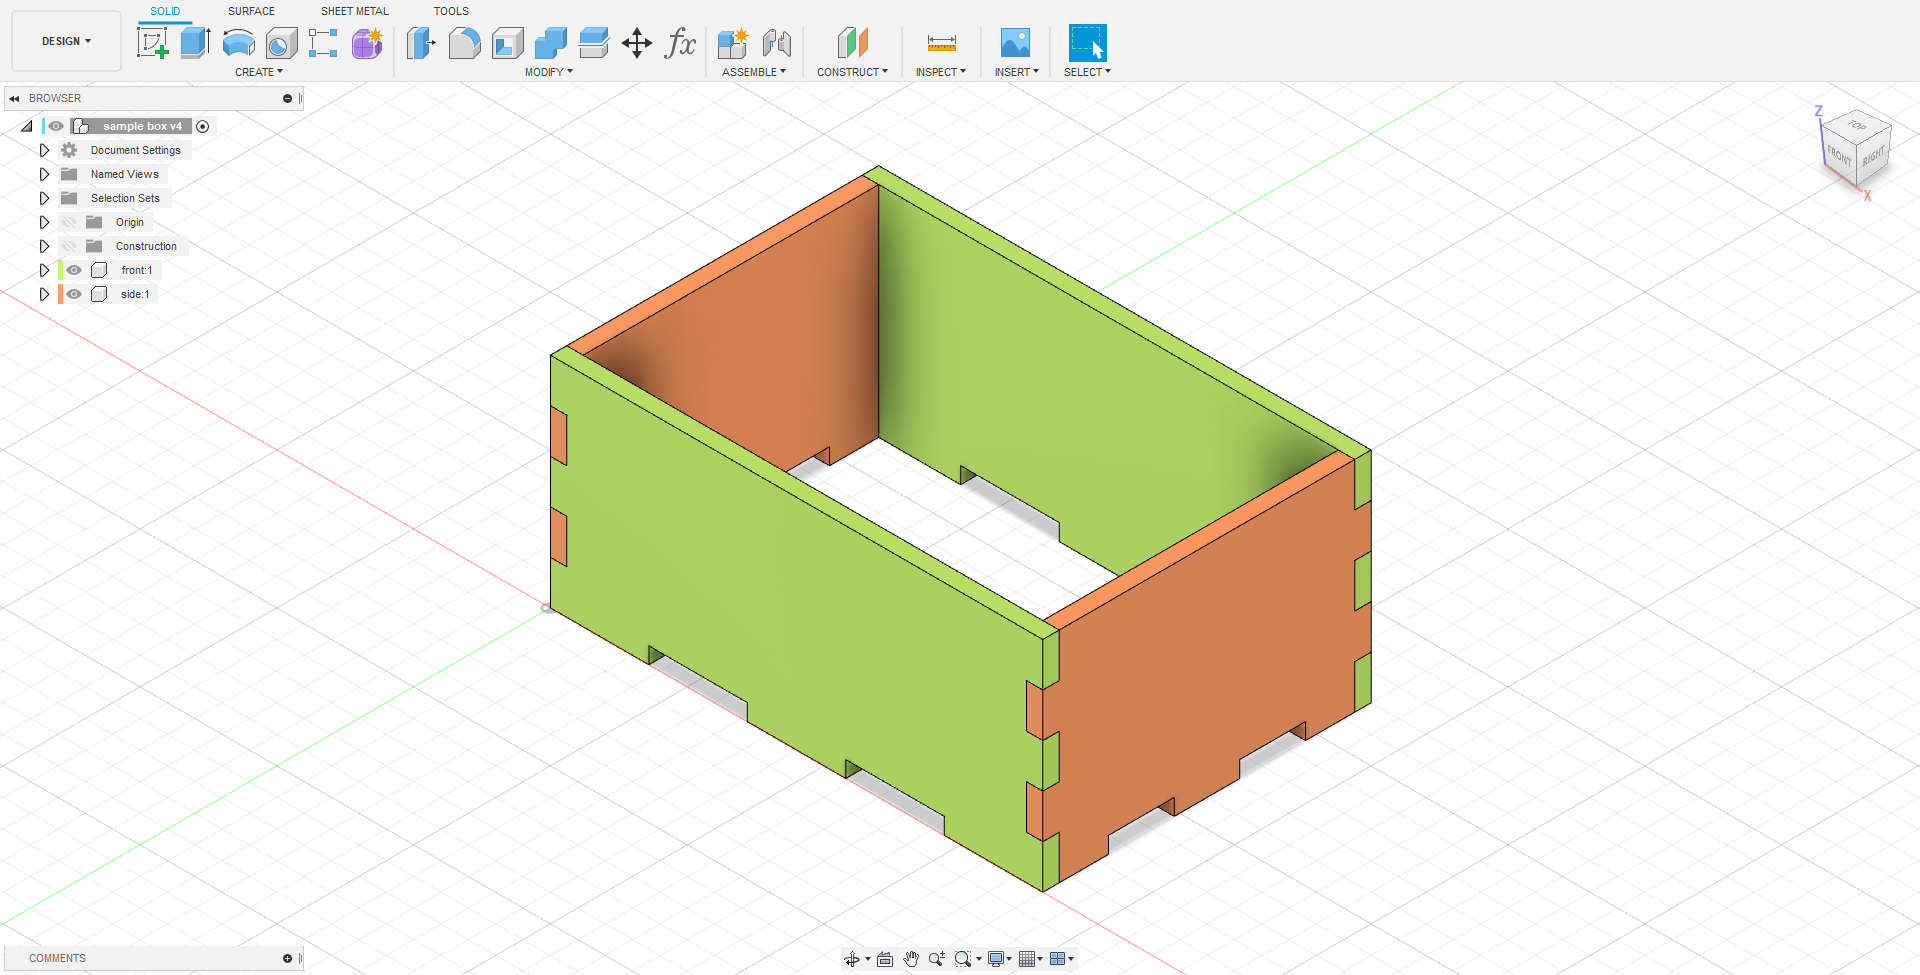 SOLID SURFACE SHEET METAL TOOLS
DESIGN
fx
CREATE MODIFY ASSEMBLE CONSTRUCT INSPECT INSERT SELECT
BROWSER
sample box v4
Document Settings
Named Views
Selection Sets
Origin
Construction
front:1
side:1
Z
TOP
FRONT RIGHT
X
COMMENTS